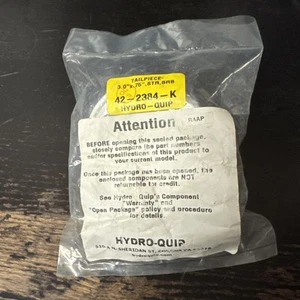 TAILPIECE
42-2384-K
HYDRO-QUIP
Attention
BEFORE opening this sealed package,
closely compare the part numbers
and/or specifications of this product to
your current model.
Once this package has been opened, the
enclosed components are NOT
returnable for credit.
See Hydro-Quip's Component
"Warranty" and
"Open Package" policy and procedure
for details.
HYDRO-QUIP
SHERIDAN ST.